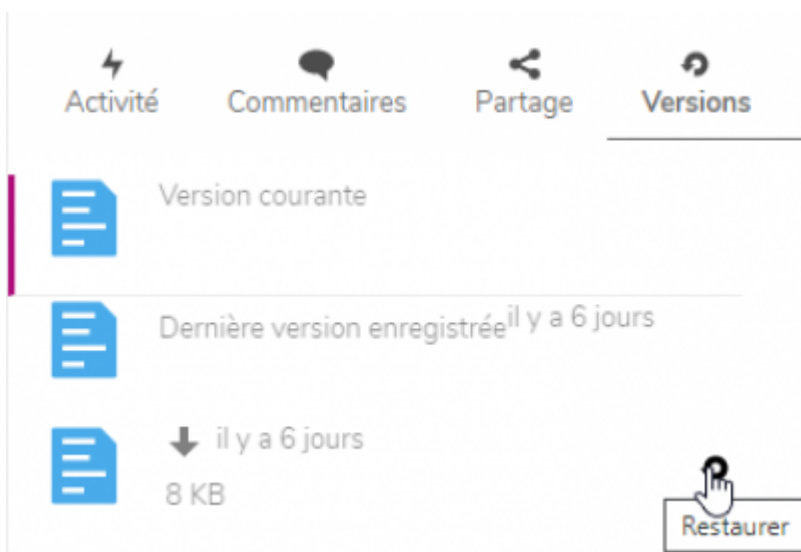 Activité Commentaires Partage Versions
Version courante
Dernière version enregistrée il y a 6 jours
il y a 6 jours
8 KB
Restaurer